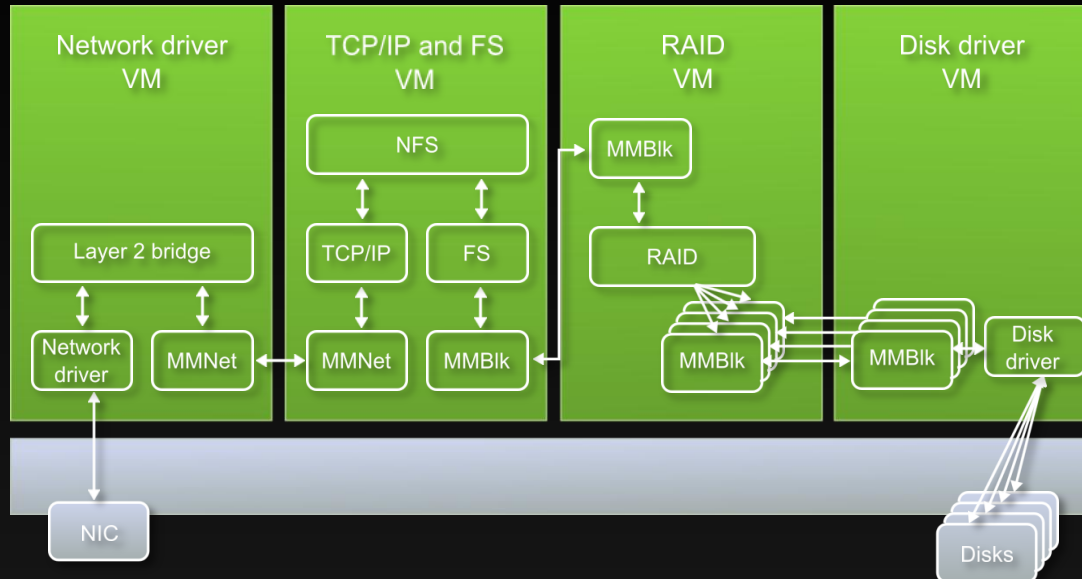 Network driver
VM
TCP/IP and FS
VM
RAID
VM
Disk driver
VM
NFS
MMBlk
Layer 2 bridge
TCP/IP
FS
RAID
Network
driver
MMNet
MMNet
MMBlk
MMBlk
MMBlk
Disk
driver
NIC
Disks